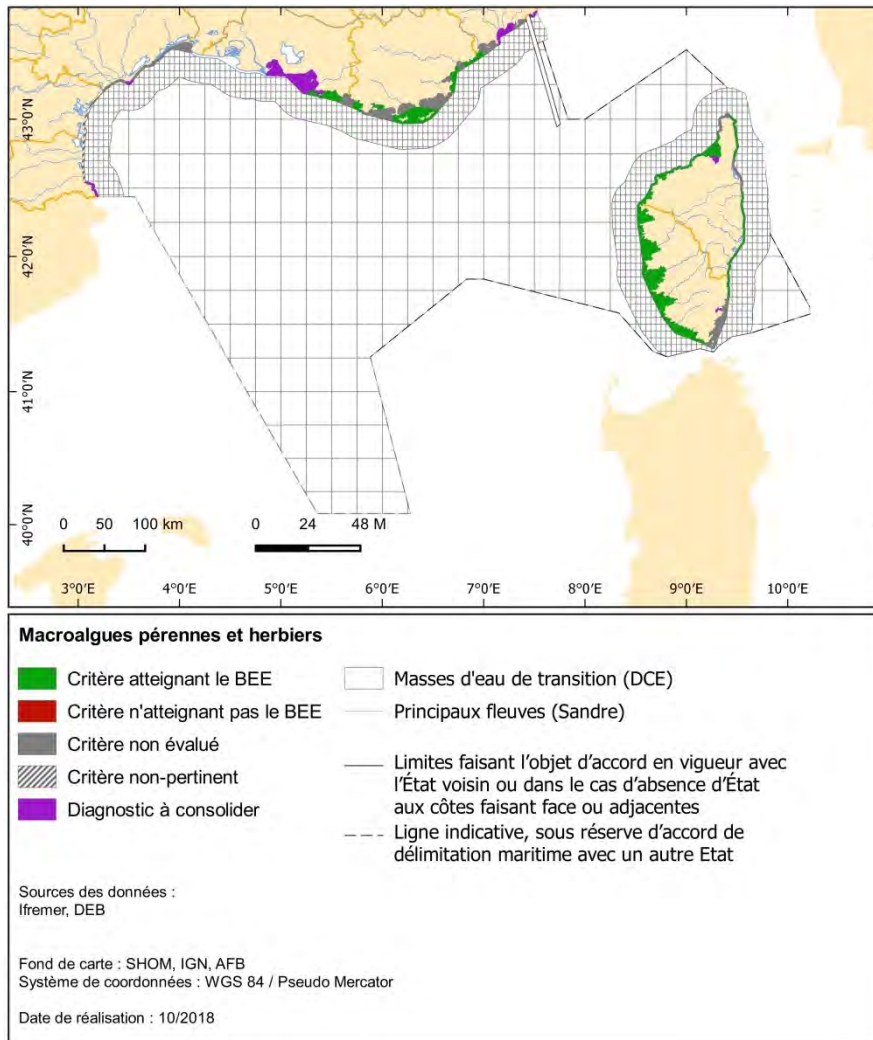 43°0'N
42°0'N
41°0'N
40°0'N
0 50 100 km
0 24 48 M
3°0'E 4°0'E 5°0'E 6°0'E 7°0'E 8°0'E 9°0'E 10°0'E
Macroalgues pérennes et herbiers
Critère atteignant le BEE
Critère n'atteignant pas le BEE
Critère non évalué
Critère non-pertinent
Diagnostic à consolider
Masses d'eau de transition (DCE)
Principaux fleuves (Sandre)
Limites faisant l'objet d'accord en vigueur avec
l'État voisin ou dans le cas d'absence d'État
aux côtes faisant face ou adjacentes
Ligne indicative, sous réserve d'accord de
délimitation maritime avec un autre Etat
Sources des données :
Ifremer, DEB
Fond de carte : SHOM, IGN, AFB
Système de coordonnées : WGS 84 / Pseudo Mercator
Date de réalisation : 10/2018